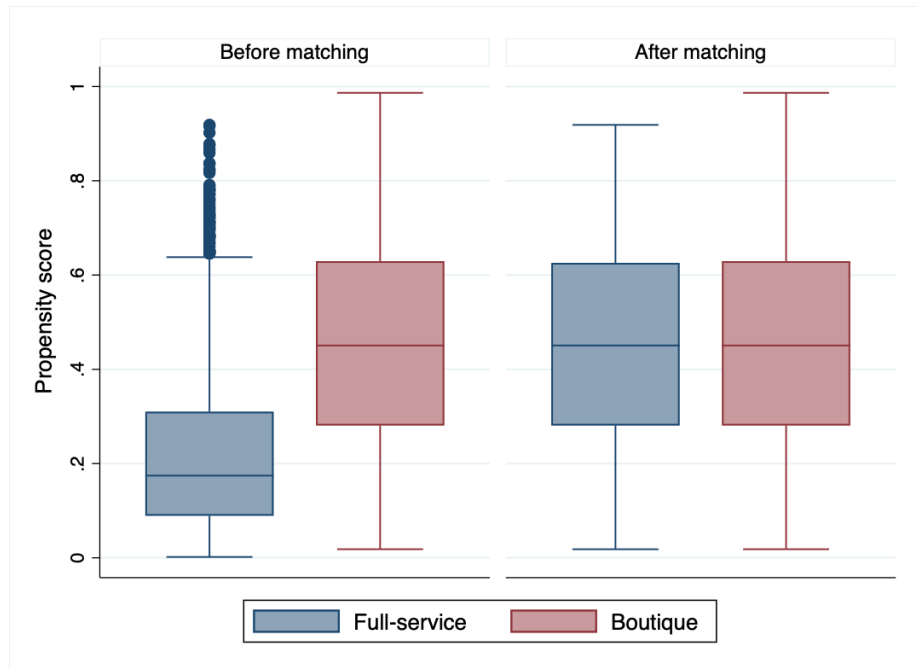 Before matching
After matching
Propensity score
1
.8
.6
.4
.2
0
Full-service
Boutique